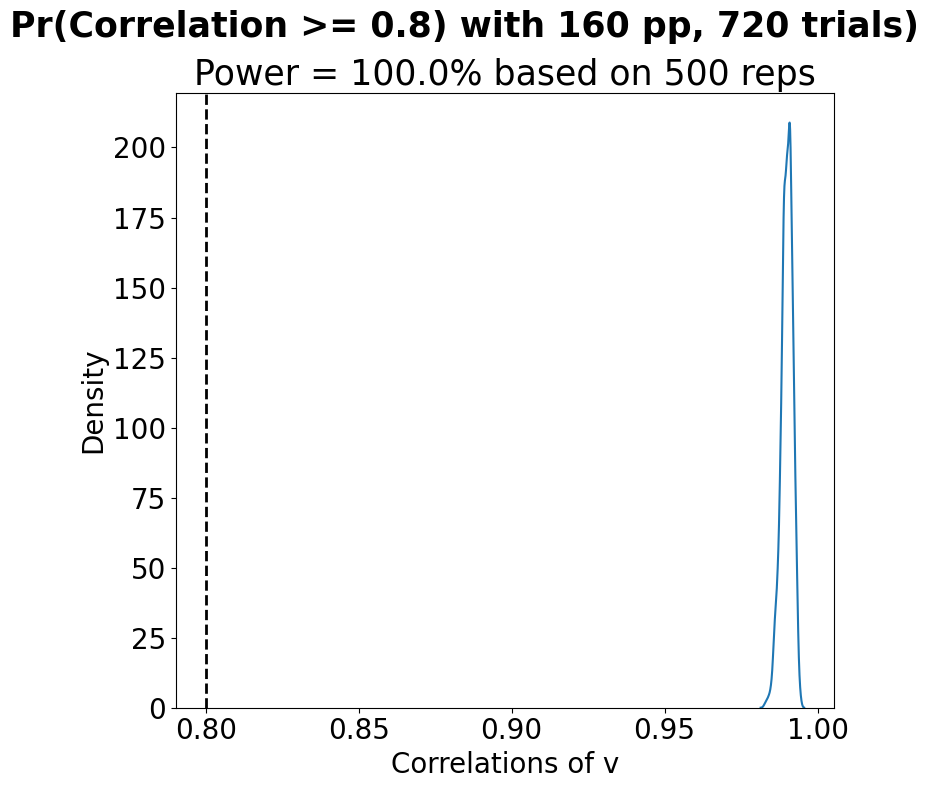 Pr(Correlation >= 0.8) with 160 pp, 720 trials)
Power = 100.0% based on 500 reps
200
175
150
125
100
75
50
25
0
Density
0.80 0.85 0.90 0.95 1.00
Correlations of v